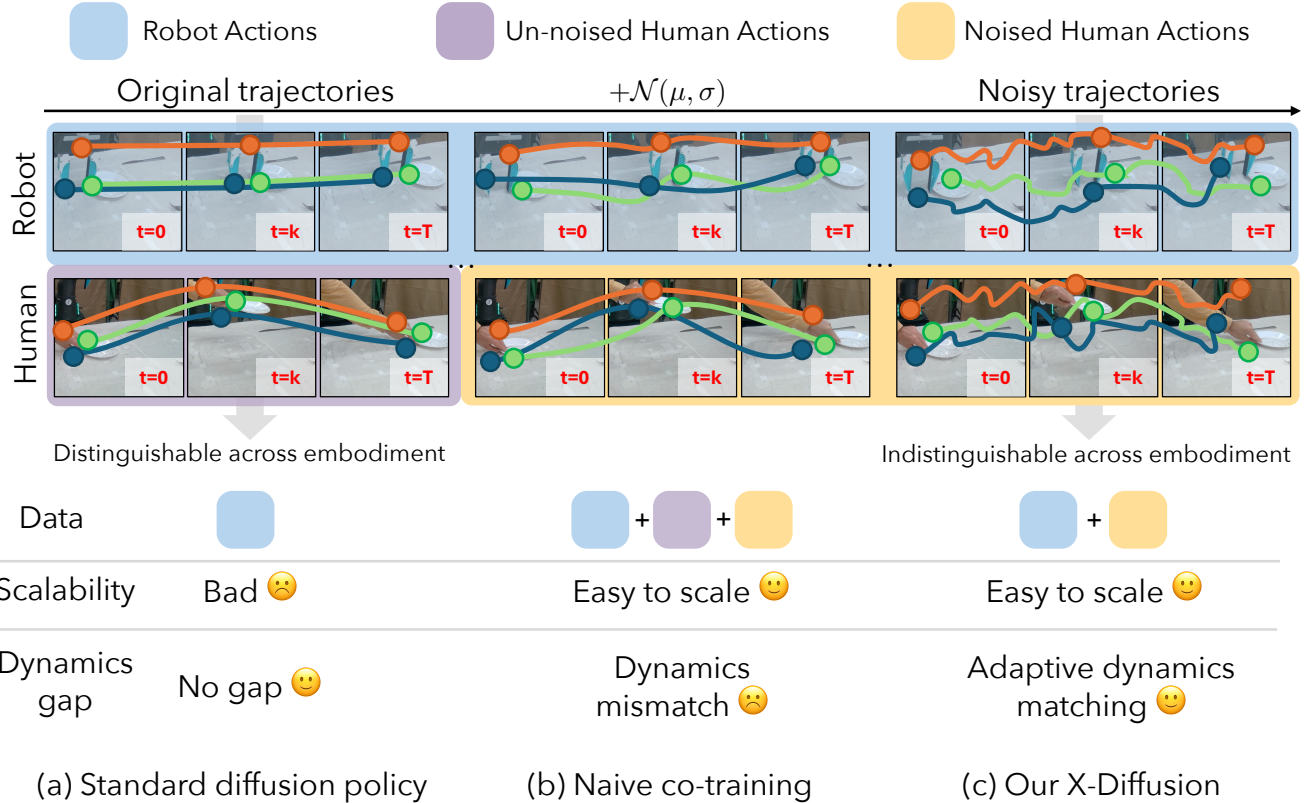 Robot Actions
Un-noised Human Actions
Noised Human Actions
Original trajectories
+𝒩(μ, σ)
Noisy trajectories
Robot
t=0
t=k
t=T
t=0
t=k
t=T
t=0
t=k
t=T
...
...
Human
t=0
t=k
t=T
t=0
t=k
t=T
t=0
t=k
t=T
Distinguishable across embodiment
Indistinguishable across embodiment
Data
+
+
+
Scalability
Bad 🙁
Easy to scale 🙂
Easy to scale 🙂
Dynamics
gap
No gap 🙂
Dynamics
mismatch 🙁
Adaptive dynamics
matching 🙂
(a) Standard diffusion policy
(b) Naive co-training
(c) Our X-Diffusion